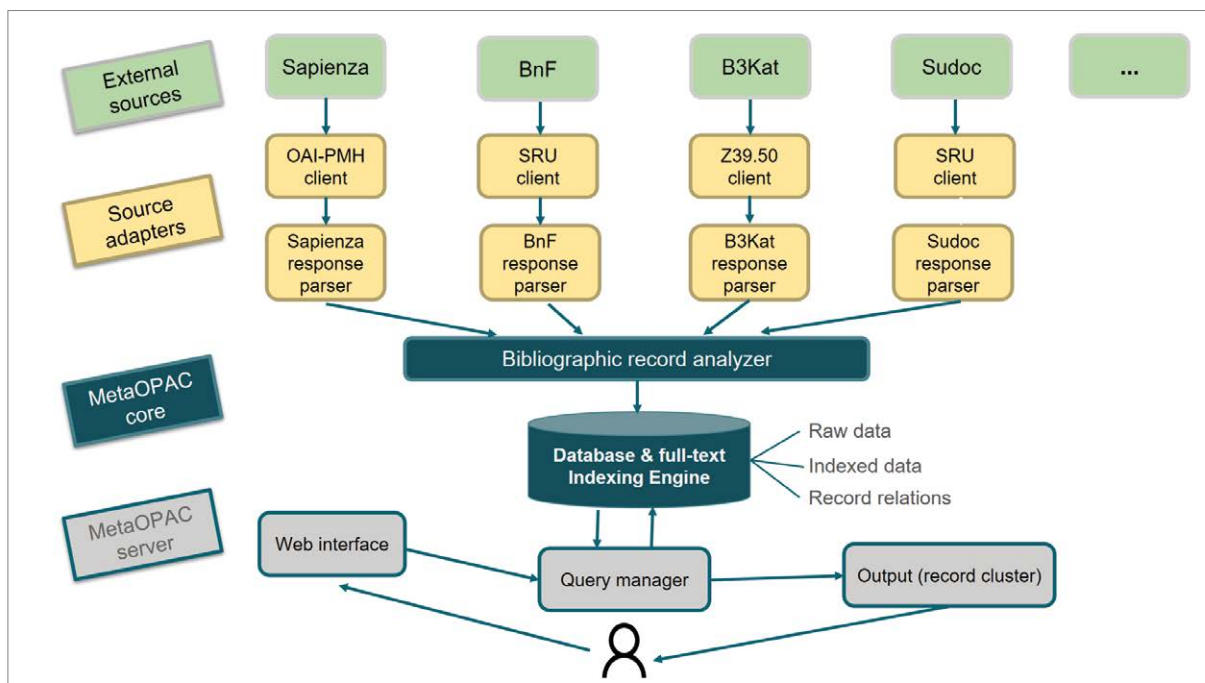 External
sources
Sapienza
BnF
B3Kat
Sudoc
...
Source
adapters
OAI-PMH
client
SRU
client
Z39.50
client
SRU
client
Sapienza
response
parser
BnF
response
parser
B3Kat
response
parser
Sudoc
response
parser
MetaOPAC
core
Bibliographic record analyzer
Database & full-text
Indexing Engine
Raw data
Indexed data
Record relations
MetaOPAC
server
Web interface
Query manager
Output (record cluster)